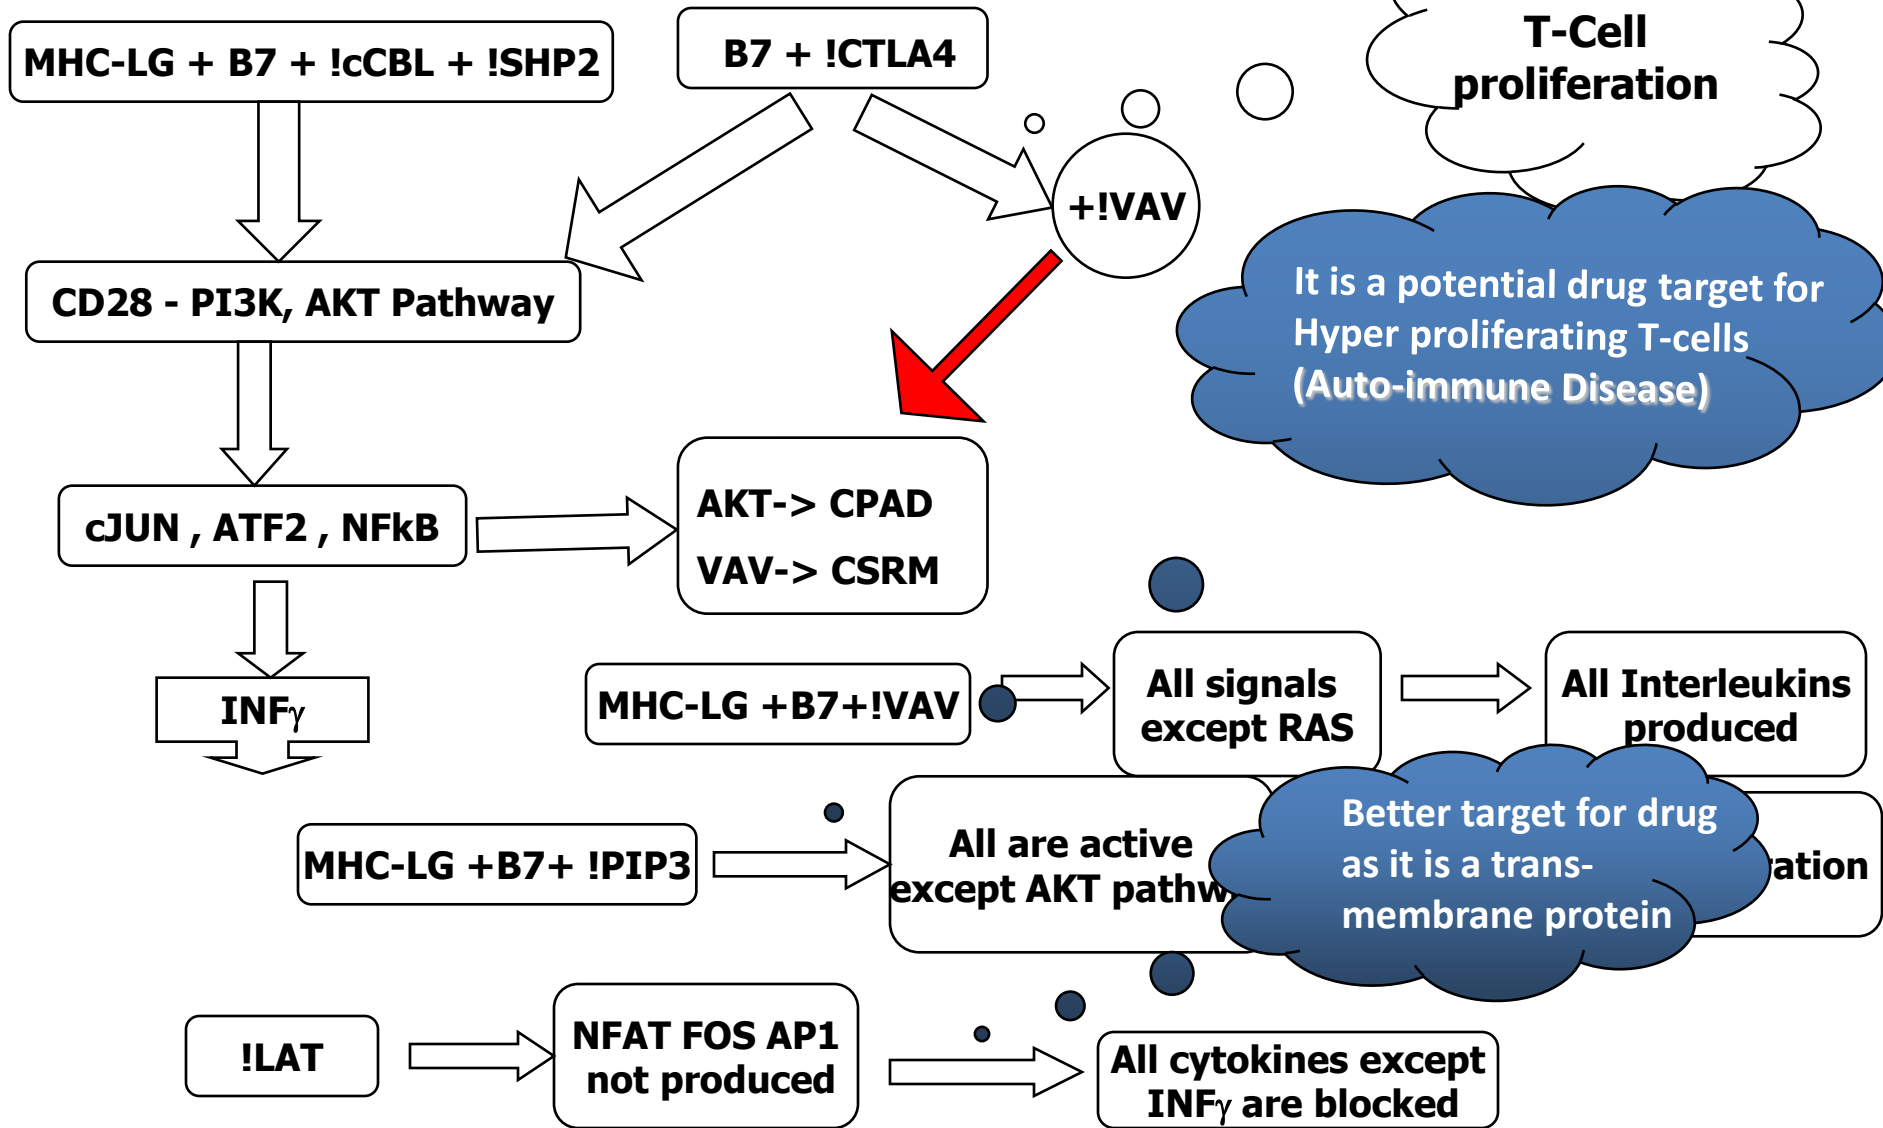 MHC-LG + B7 + !cCBL + !SHP2
B7 + !CTLA4
T-Cell
proliferation
+!VAV
CD28 - PI3K, AKT Pathway
It is a potential drug target for
Hyper proliferating T-cells
(Auto-immune Disease)
cJUN , ATF2 , NFkB
AKT-> CPAD
VAV-> CSRM
INFγ
MHC-LG +B7+!VAV
All signals
except RAS
All Interleukins
produced
MHC-LG +B7+ !PIP3
All are active
except AKT
Better target for drug
as it is a trans-
membrane protein
!LAT
NFAT FOS AP1
not produced
All cytokines except
INFγ are blocked